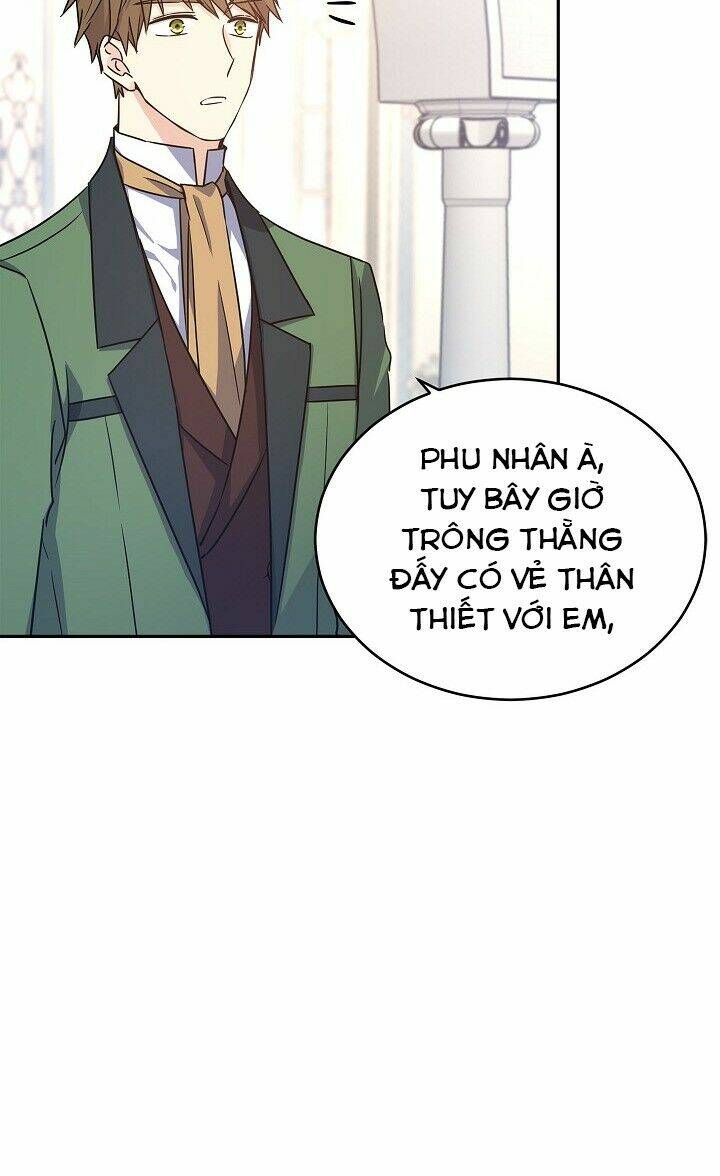 PHU NHÂN À,
TUY BÂY GIỜ
TRÔNG THẰNG
ĐẤY CÓ VẺ THÂN
THIẾT VỚI EM,